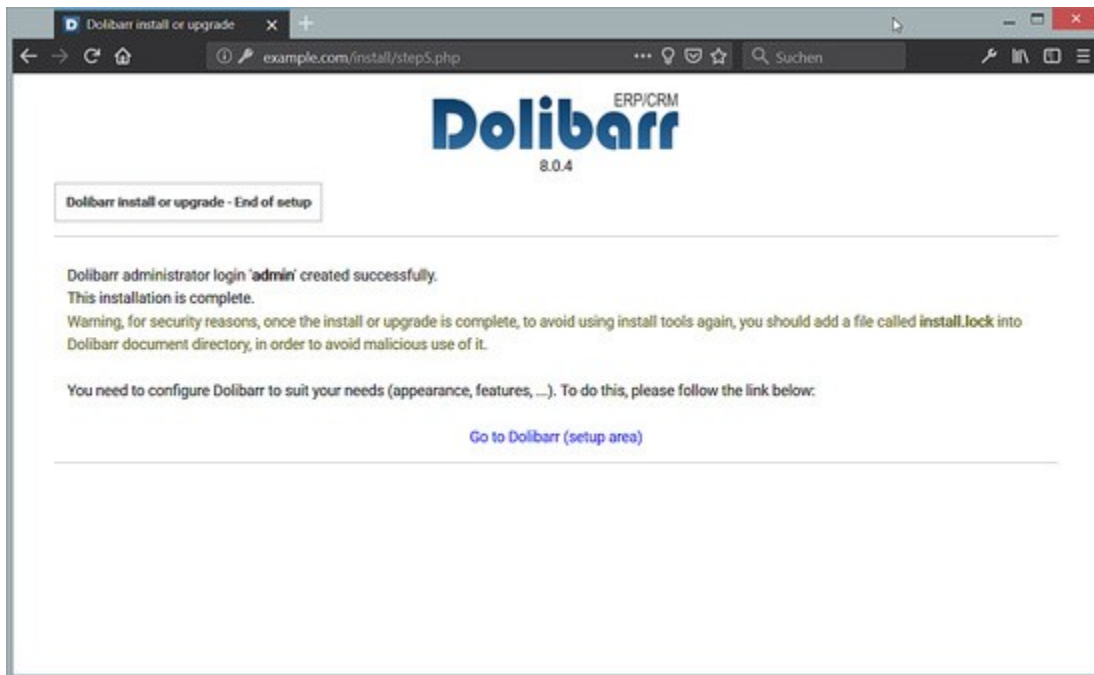 Dolibarr install or upgrade
example.com/install/step5.php
Suchen
ERP/CRM
Dolibarr
8.0.4
Dolibarr install or upgrade - End of setup
Dolibarr administrator login 'admin' created successfully.
This installation is complete.
Warning, for security reasons, once the install or upgrade is complete, to avoid using install tools again, you should add a file called install.lock into
Dolibarr document directory, in order to avoid malicious use of it.
You need to configure Dolibarr to suit your needs (appearance, features, ...). To do this, please follow the link below:
Go to Dolibarr (setup area)